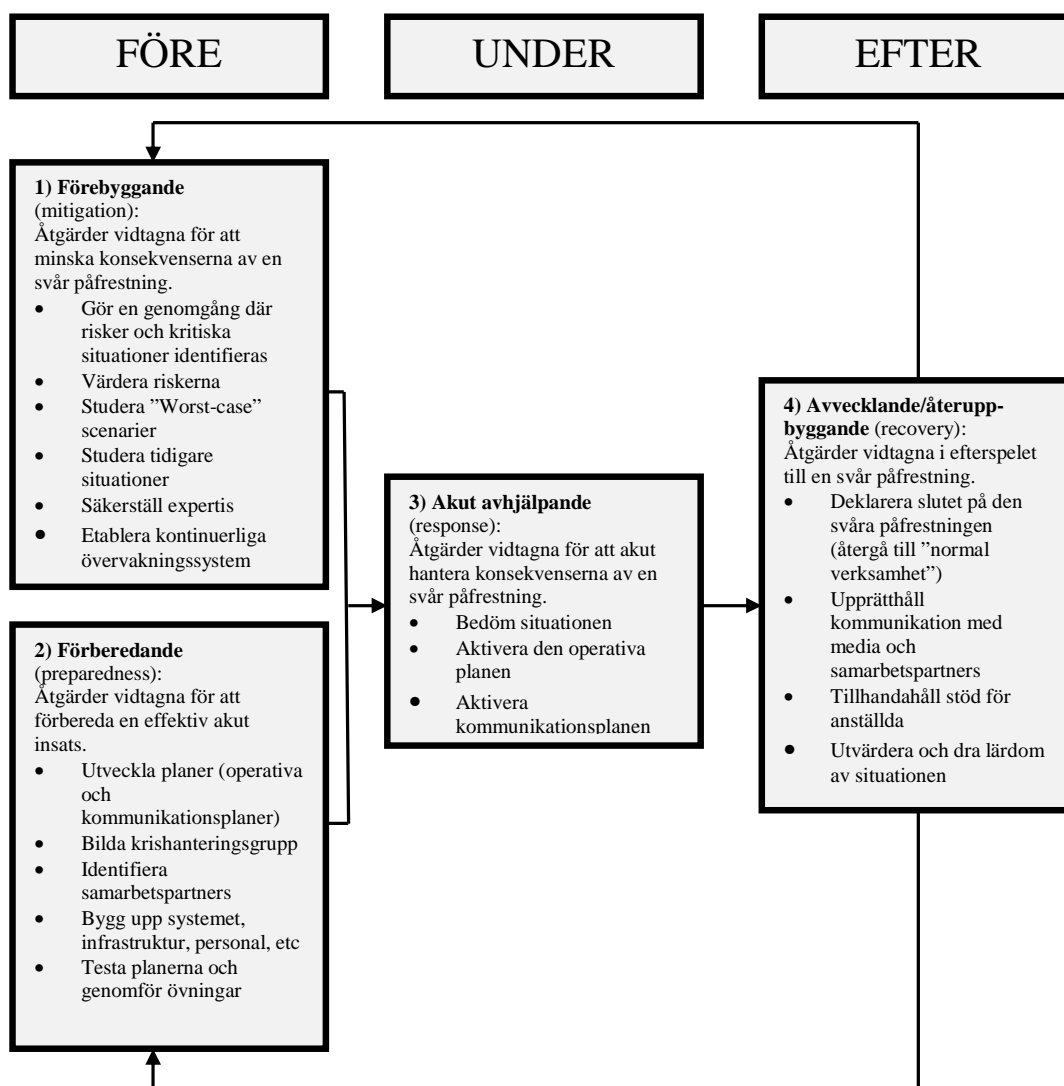 FÖRE
UNDER
EFTER
1) Förebyggande
(mitigation):
Åtgärder vidtagna för att
minska konsekvenserna av en
svår påfrestning.
• Gör en genomgång där
risker och kritiska
situationer identifieras
• Värdera riskerna
• Studera ”Worst-case”
scenarier
• Studera tidigare
situationer
• Säkerställ expertis
• Etablera kontinuerliga
övervakningssystem
2) Förberedande
(preparedness):
Åtgärder vidtagna för att
förbereda en effektiv akut
insats.
• Utveckla planer (operativa
och
kommunikationsplaner)
• Bilda krishanteringsgrupp
• Identifiera
samarbetspartners
• Bygg upp systemet,
infrastruktur, personal, etc
• Testa planerna och
genomför övningar
3) Akut avhjälpande
(response):
Åtgärder vidtagna för att akut
hantera konsekvenserna av en
svår påfrestning.
• Bedöm situationen
• Aktivera den operativa
planen
• Aktivera
kommunikationsplanen
4) Avvecklande/återupp-
byggande (recovery):
Åtgärder vidtagna i efterspelet
till en svår påfrestning.
• Deklarera slutet på den
svåra påfrestningen
(återgå till ”normal
verksamhet”)
• Upprätthåll
kommunikation med
media och
samarbetspartners
• Tillhandahåll stöd för
anställda
• Utvärdera och dra lärdom
av situationen